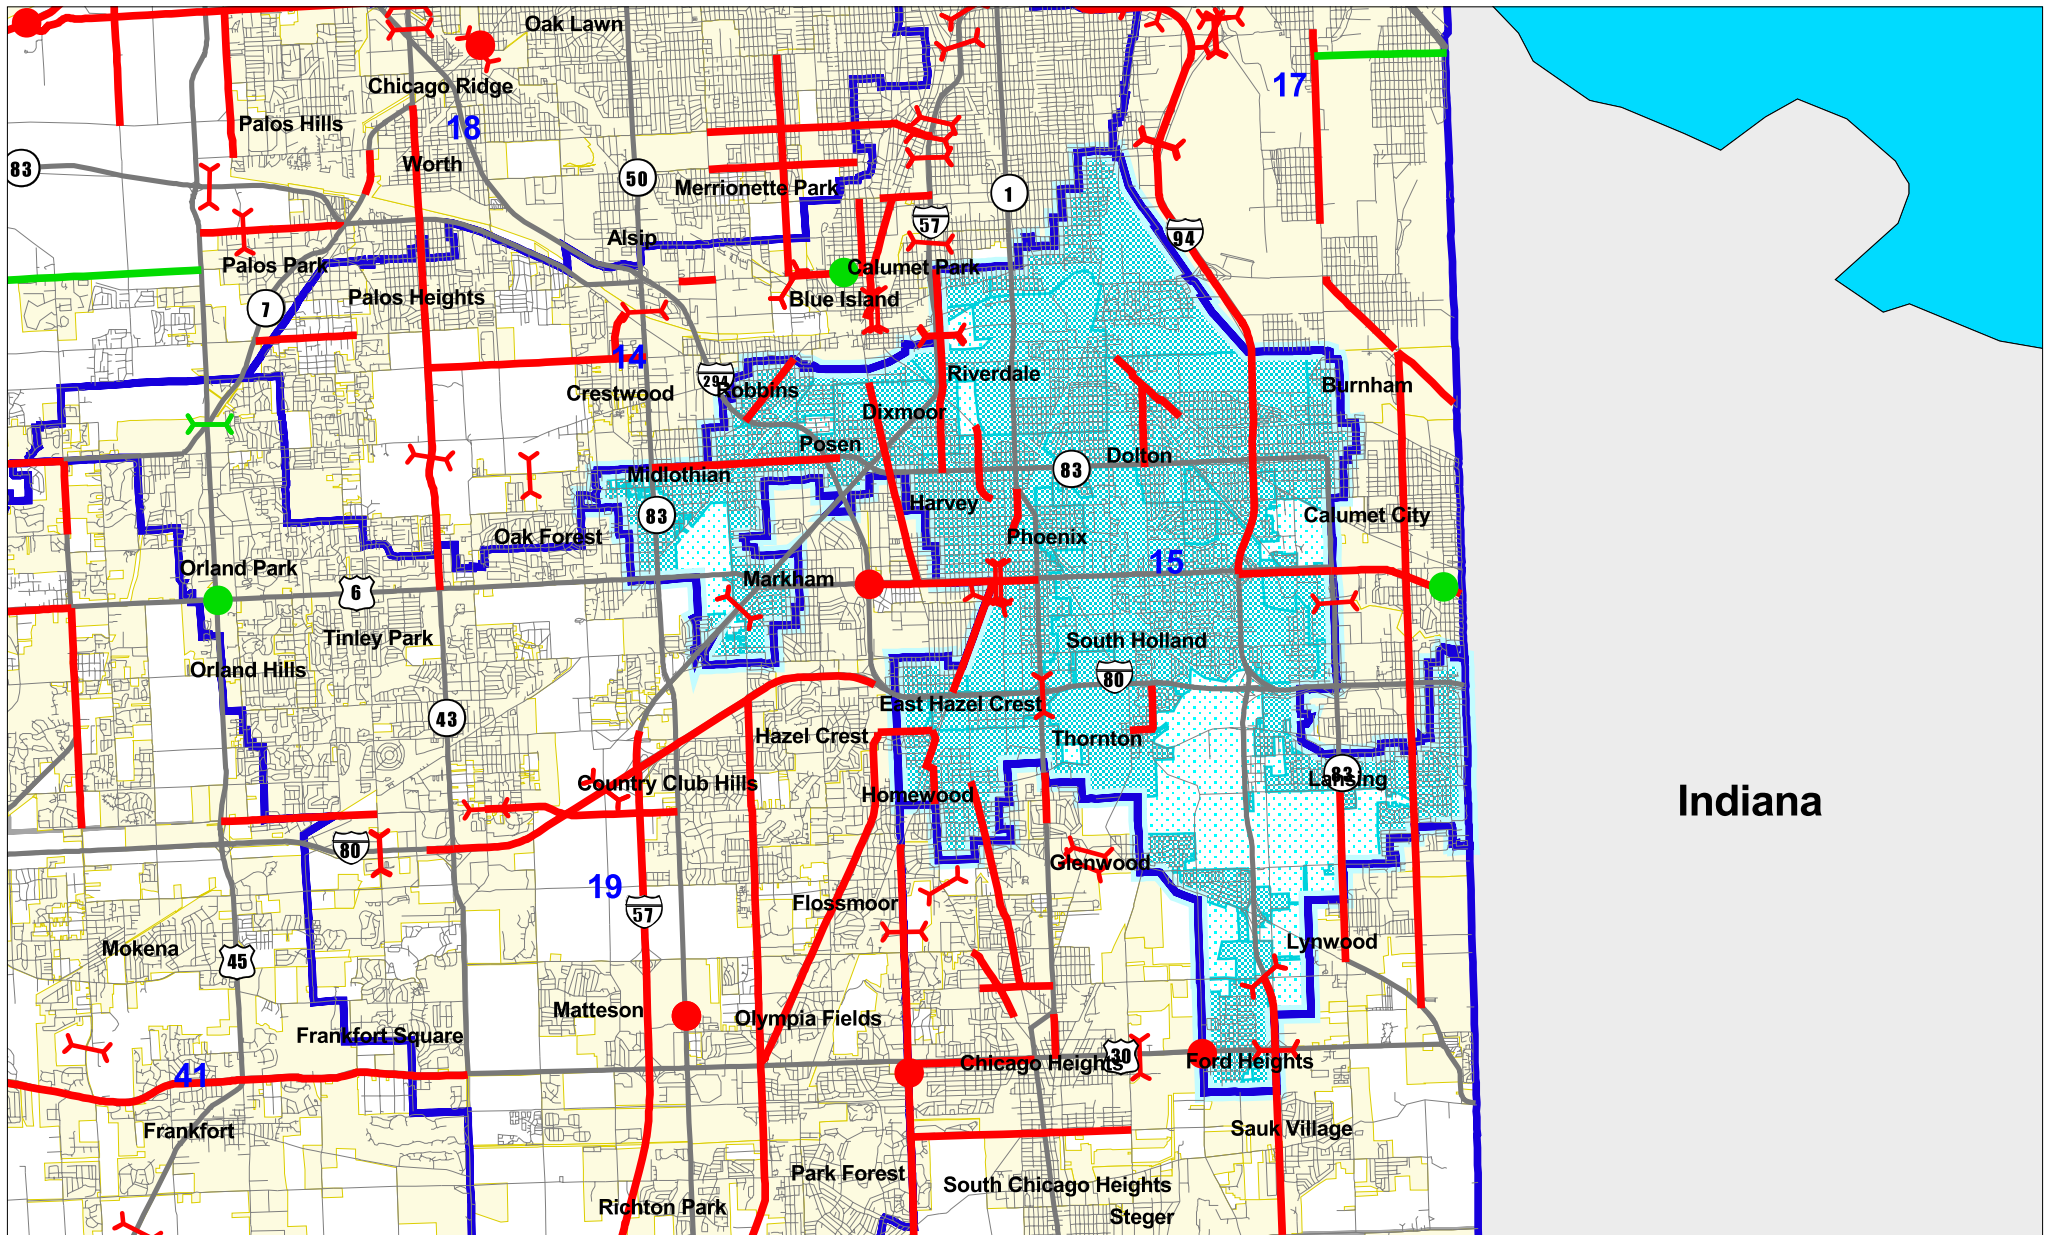 Oak Lawn
Chicago Ridge
17
Palos Hills
18
83
Worth
50
Merrionette Park
1
57
94
Alsip
Palos Park
Calumet Park
Palos Heights
Blue Island
7
14
Riverdale
294
Robbins
Burnham
Crestwood
Dixmoor
Posen
Dolton
83
Midlothian
Harvey
83
Calumet City
Oak Forest
Phoenix
15
Orland Park
Markham
6
Tinley Park
South Holland
Orland Hills
80
East Hazel Crest
43
Hazel Crest
Thornton
83
Lansing
Country Club Hills
Homewood
Indiana
80
Glenwood
19
Flossmoor
57
Lynwood
Mokena
45
Matteson
Olympia Fields
Frankfort Square
30
Chicago Heights
Ford Heights
41
Frankfort
Sauk Village
Park Forest
South Chicago Heights
Richton Park
Steger